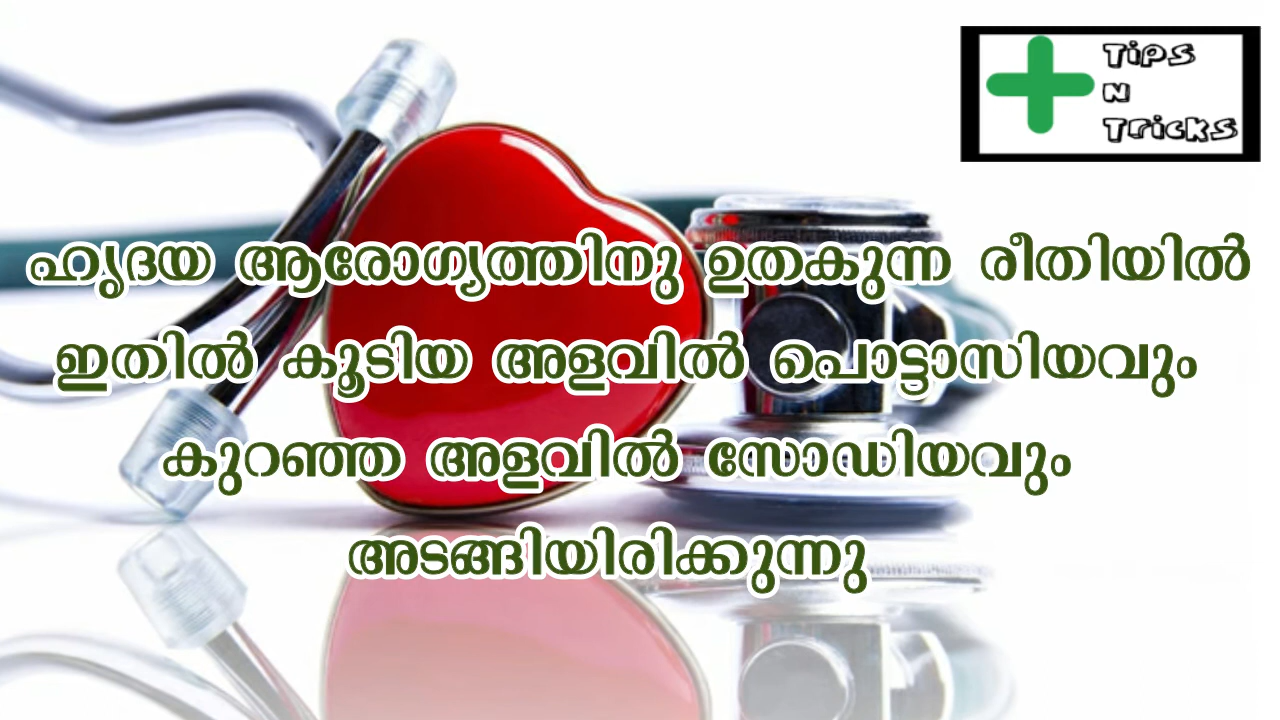 Tips
N
Tricks
ഹൃദയ ആരോഗ്യത്തിനു ഉതകുന്ന രീതിയിൽ
ഇതിൽ കൂടിയ അളവിൽ പൊട്ടാസിയവും
കുറഞ്ഞ അളവിൽ സോഡിയവും
അടങ്ങിയിരിക്കുന്നു